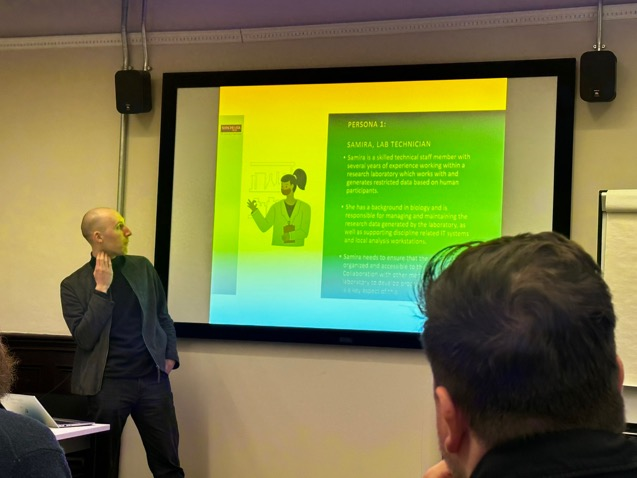 PERSONA 1:
SAMIRA, LAB TECHNICIAN
• Samira is a skilled technical staff member with
several years of experience working within a
research laboratory which works with and
generates restricted data based on human
participants.
• She has a background in biology and is
responsible for managing and maintaining the
research data generated by the laboratory, as
well as supporting discipline related IT systems
and local analysis workstations.
• Samira needs to ensure that the
organized and accessible to
Collaboration with other
laboratory to develop